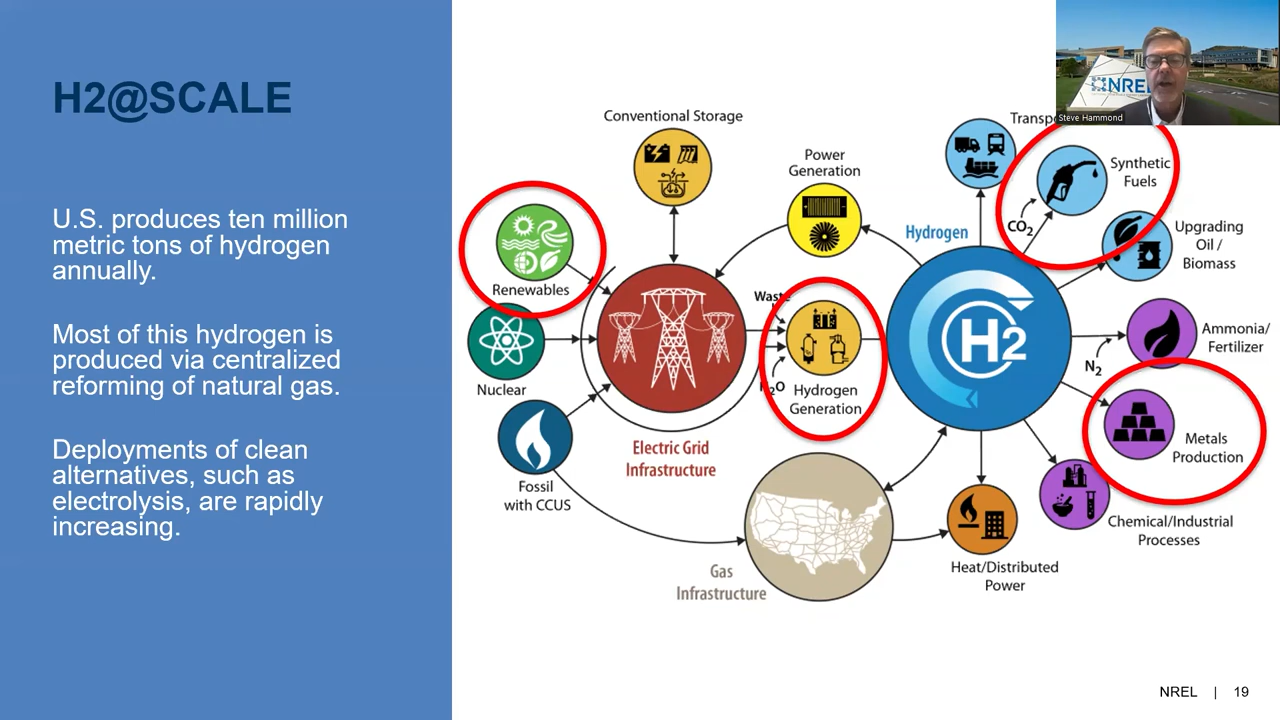 H2@SCALE
U.S. produces ten million
metric tons of hydrogen
annually.
Most of this hydrogen is
produced via centralized
reforming of natural gas.
Deployments of clean
alternatives, such as
electrolysis, are rapidly
increasing.
Conventional Storage
Power
Generation
Renewables
Nuclear
Fossil
with CCUS
Electric Grid
Infrastructure
Waste
H2O
Hydrogen
Generation
Hydrogen
H2
CO2
Synthetic
Fuels
Upgrading
Oil /
Biomass
N2
Ammonia/
Fertilizer
Metals
Production
Chemical/Industrial
Processes
Heat/Distributed
Power
Gas
Infrastructure
NREL
Steve Hammond
NREL | 19